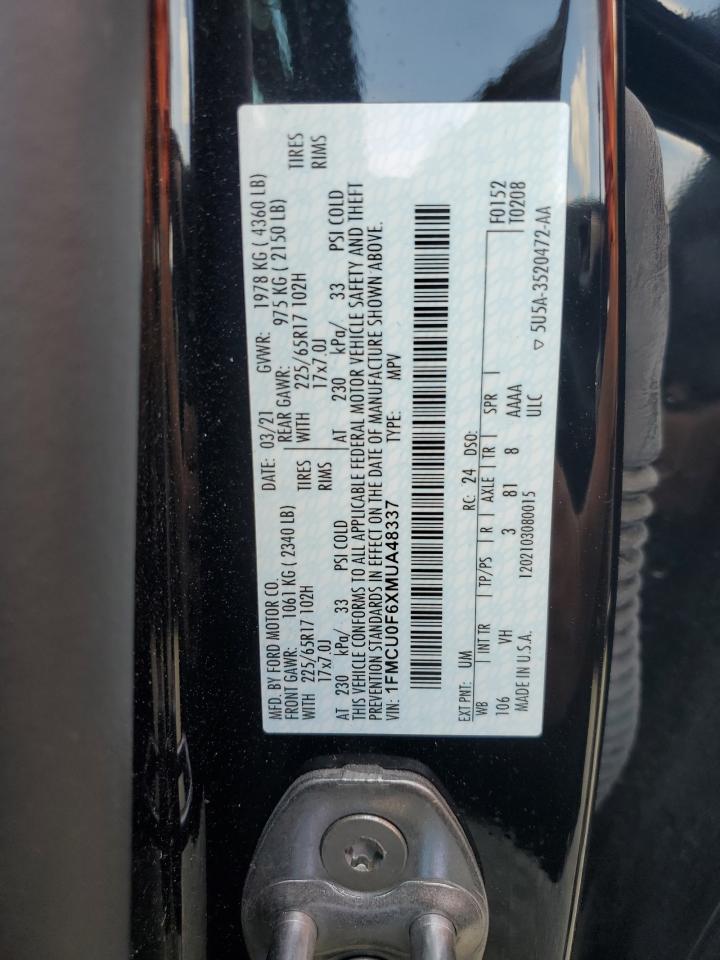 MFD. BY FORD MOTOR CO.
DATE: 03/21 GVWR: 1978 KG ( 4360 LB)
FRONT GAWR: 1061 KG ( 2340 LB) REAR GAWR: 975 KG ( 2150 LB)
WITH 225/65R17 102H TIRES WITH 225/65R17 102H TIRES
17x7.0J RIMS 17x7.0J RIMS
AT 230 kPa/ 33 PSI COLD AT 230 kPa/ 33 PSI COLD
THIS VEHICLE CONFORMS TO ALL APPLICABLE FEDERAL MOTOR VEHICLE SAFETY AND THEFT
PREVENTION STANDARDS IN EFFECT ON THE DATE OF MANUFACTURE SHOWN ABOVE.
VIN: 1FMCU0F6XMUA48337 TYPE: MPV
EXT PNT: UM RC: 24 DSO: F0152
WB INT TR TP/PS R AXLE TR SPR T0208
106 VH 3 81 8 AAAA
MADE IN U.S.A. 1202103080015 ULC ▽ 5U5A-3520472-AA